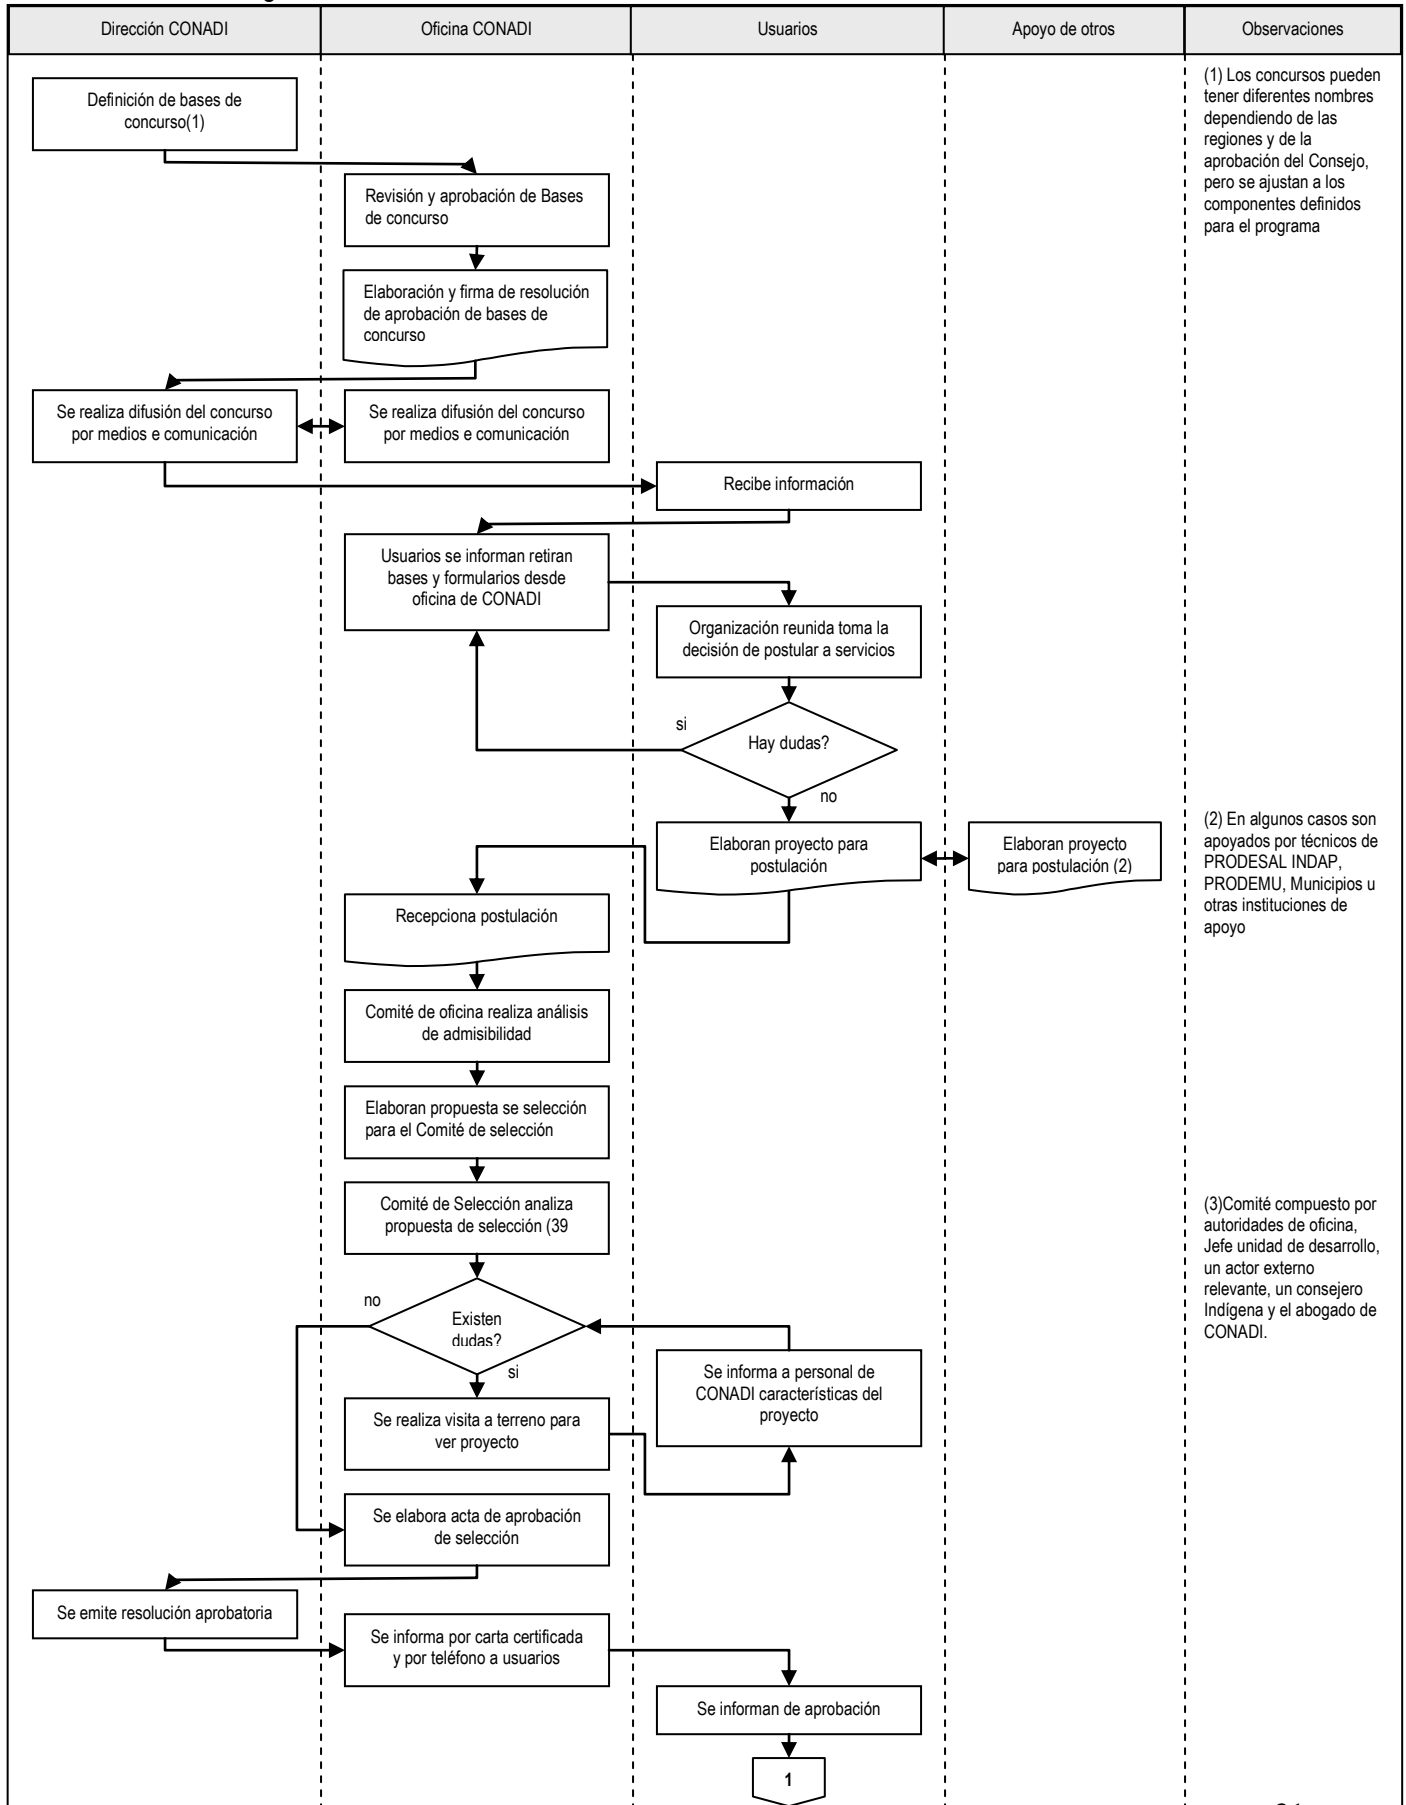 Dirección CONADI
Oficina CONADI
Usuarios
Apoyo de otros
Observaciones
Definición de bases de
concurso(1)
(1) Los concursos pueden
tener diferentes nombres
dependiendo de las
regiones y de la
aprobación del Consejo,
pero se ajustan a los
componentes definidos
para el programa
Revisión y aprobación de Bases
de concurso
Elaboración y firma de resolución
de aprobación de bases de
concurso
Se realiza difusión del concurso
por medios e comunicación
Se realiza difusión del concurso
por medios e comunicación
Recibe información
Usuarios se informan retiran
bases y formularios desde
oficina de CONADI
Organización reunida toma la
decisión de postular a servicios
si
Hay dudas?
no
Elaboran proyecto para
postulación
Elaboran proyecto
para postulación (2)
(2) En algunos casos son
apoyados por técnicos de
PRODESAL INDAP,
PRODEMU, Municipios u
otras instituciones de
apoyo
Recepciona postulación
Comité de oficina realiza análisis
de admisibilidad
Elaboran propuesta se selección
para el Comité de selección
Comité de Selección analiza
propuesta de selección (39
(3)Comité compuesto por
autoridades de oficina,
Jefe unidad de desarrollo,
un actor externo
relevante, un consejero
Indígena y el abogado de
CONADI.
no
Existen
dudas?
si
Se informa a personal de
CONADI características del
proyecto
Se realiza visita a terreno para
ver proyecto
Se elabora acta de aprobación
de selección
Se emite resolución aprobatoria
Se informa por carta certificada
y por teléfono a usuarios
Se informan de aprobación
1